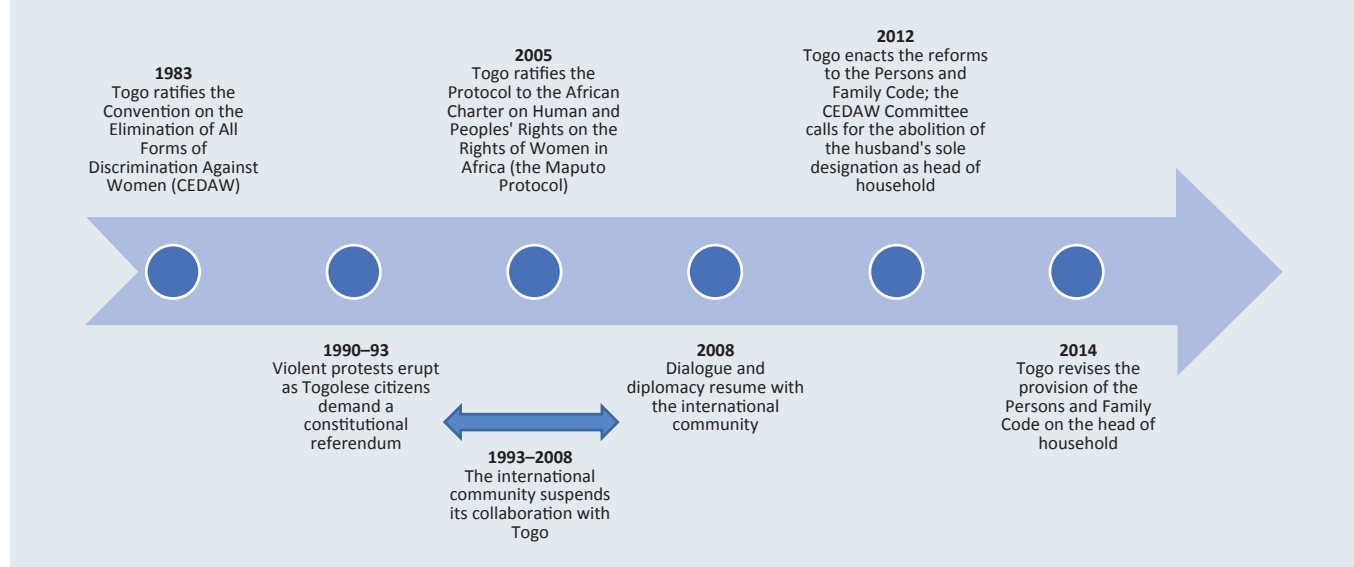 1983
Togo ratifies the
Convention on the
Elimination of All
Forms of
Discrimination Against
Women (CEDAW)
2005
Togo ratifies the
Protocol to the African
Charter on Human and
Peoples' Rights on the
Rights of Women in
Africa (the Maputo
Protocol)
2012
Togo enacts the reforms
to the Persons and
Family Code; the
CEDAW Committee
calls for the abolition of
the husband's sole
designation as head of
household
1990–93
Violent protests erupt
as Togolese citizens
demand a
constitutional
referendum
1993–2008
The international
community suspends
its collaboration with
Togo
2008
Dialogue and
diplomacy resume with
the international
community
2014
Togo revises the
provision of the
Persons and Family
Code on the head of
household